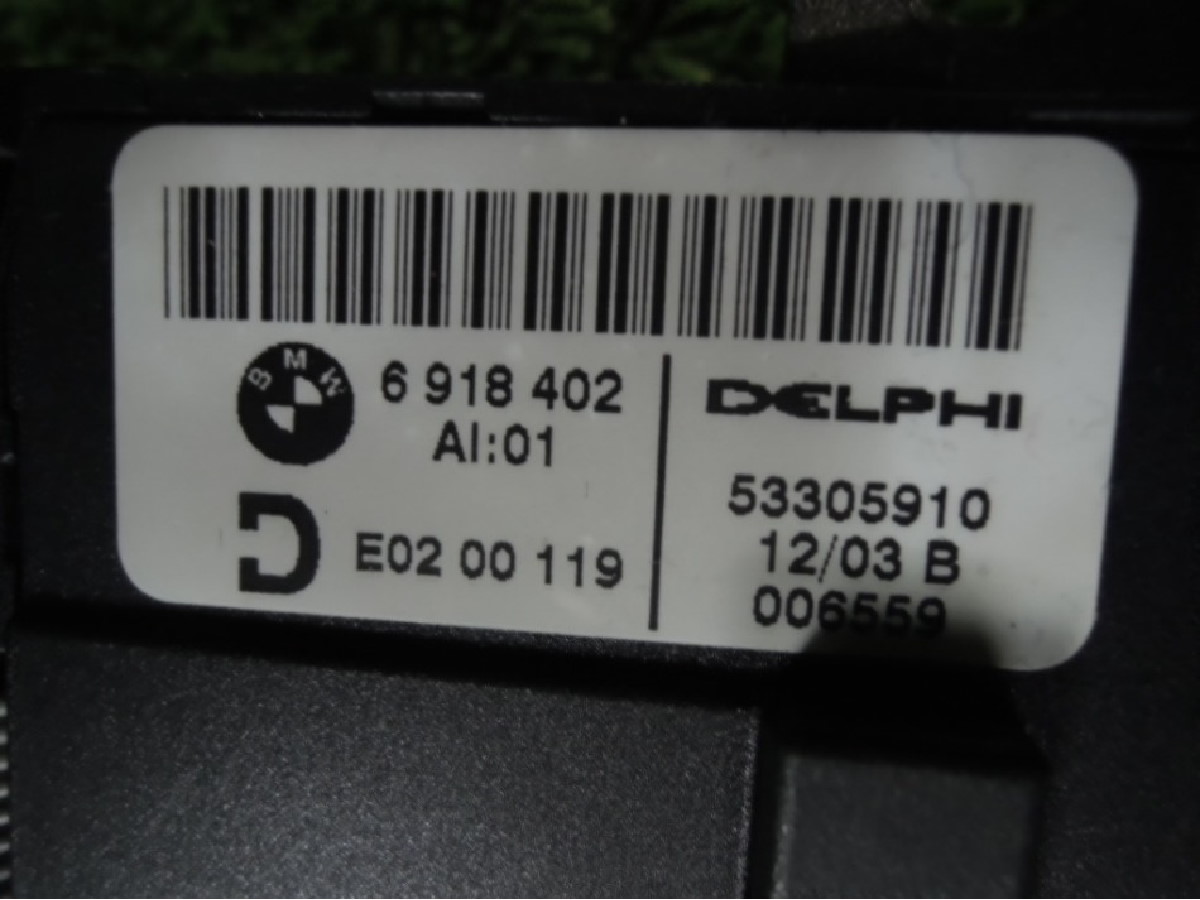 BMW
6 918 402
AI:01
E02 00 119
DELPHI
53305910
12/03 B
006559